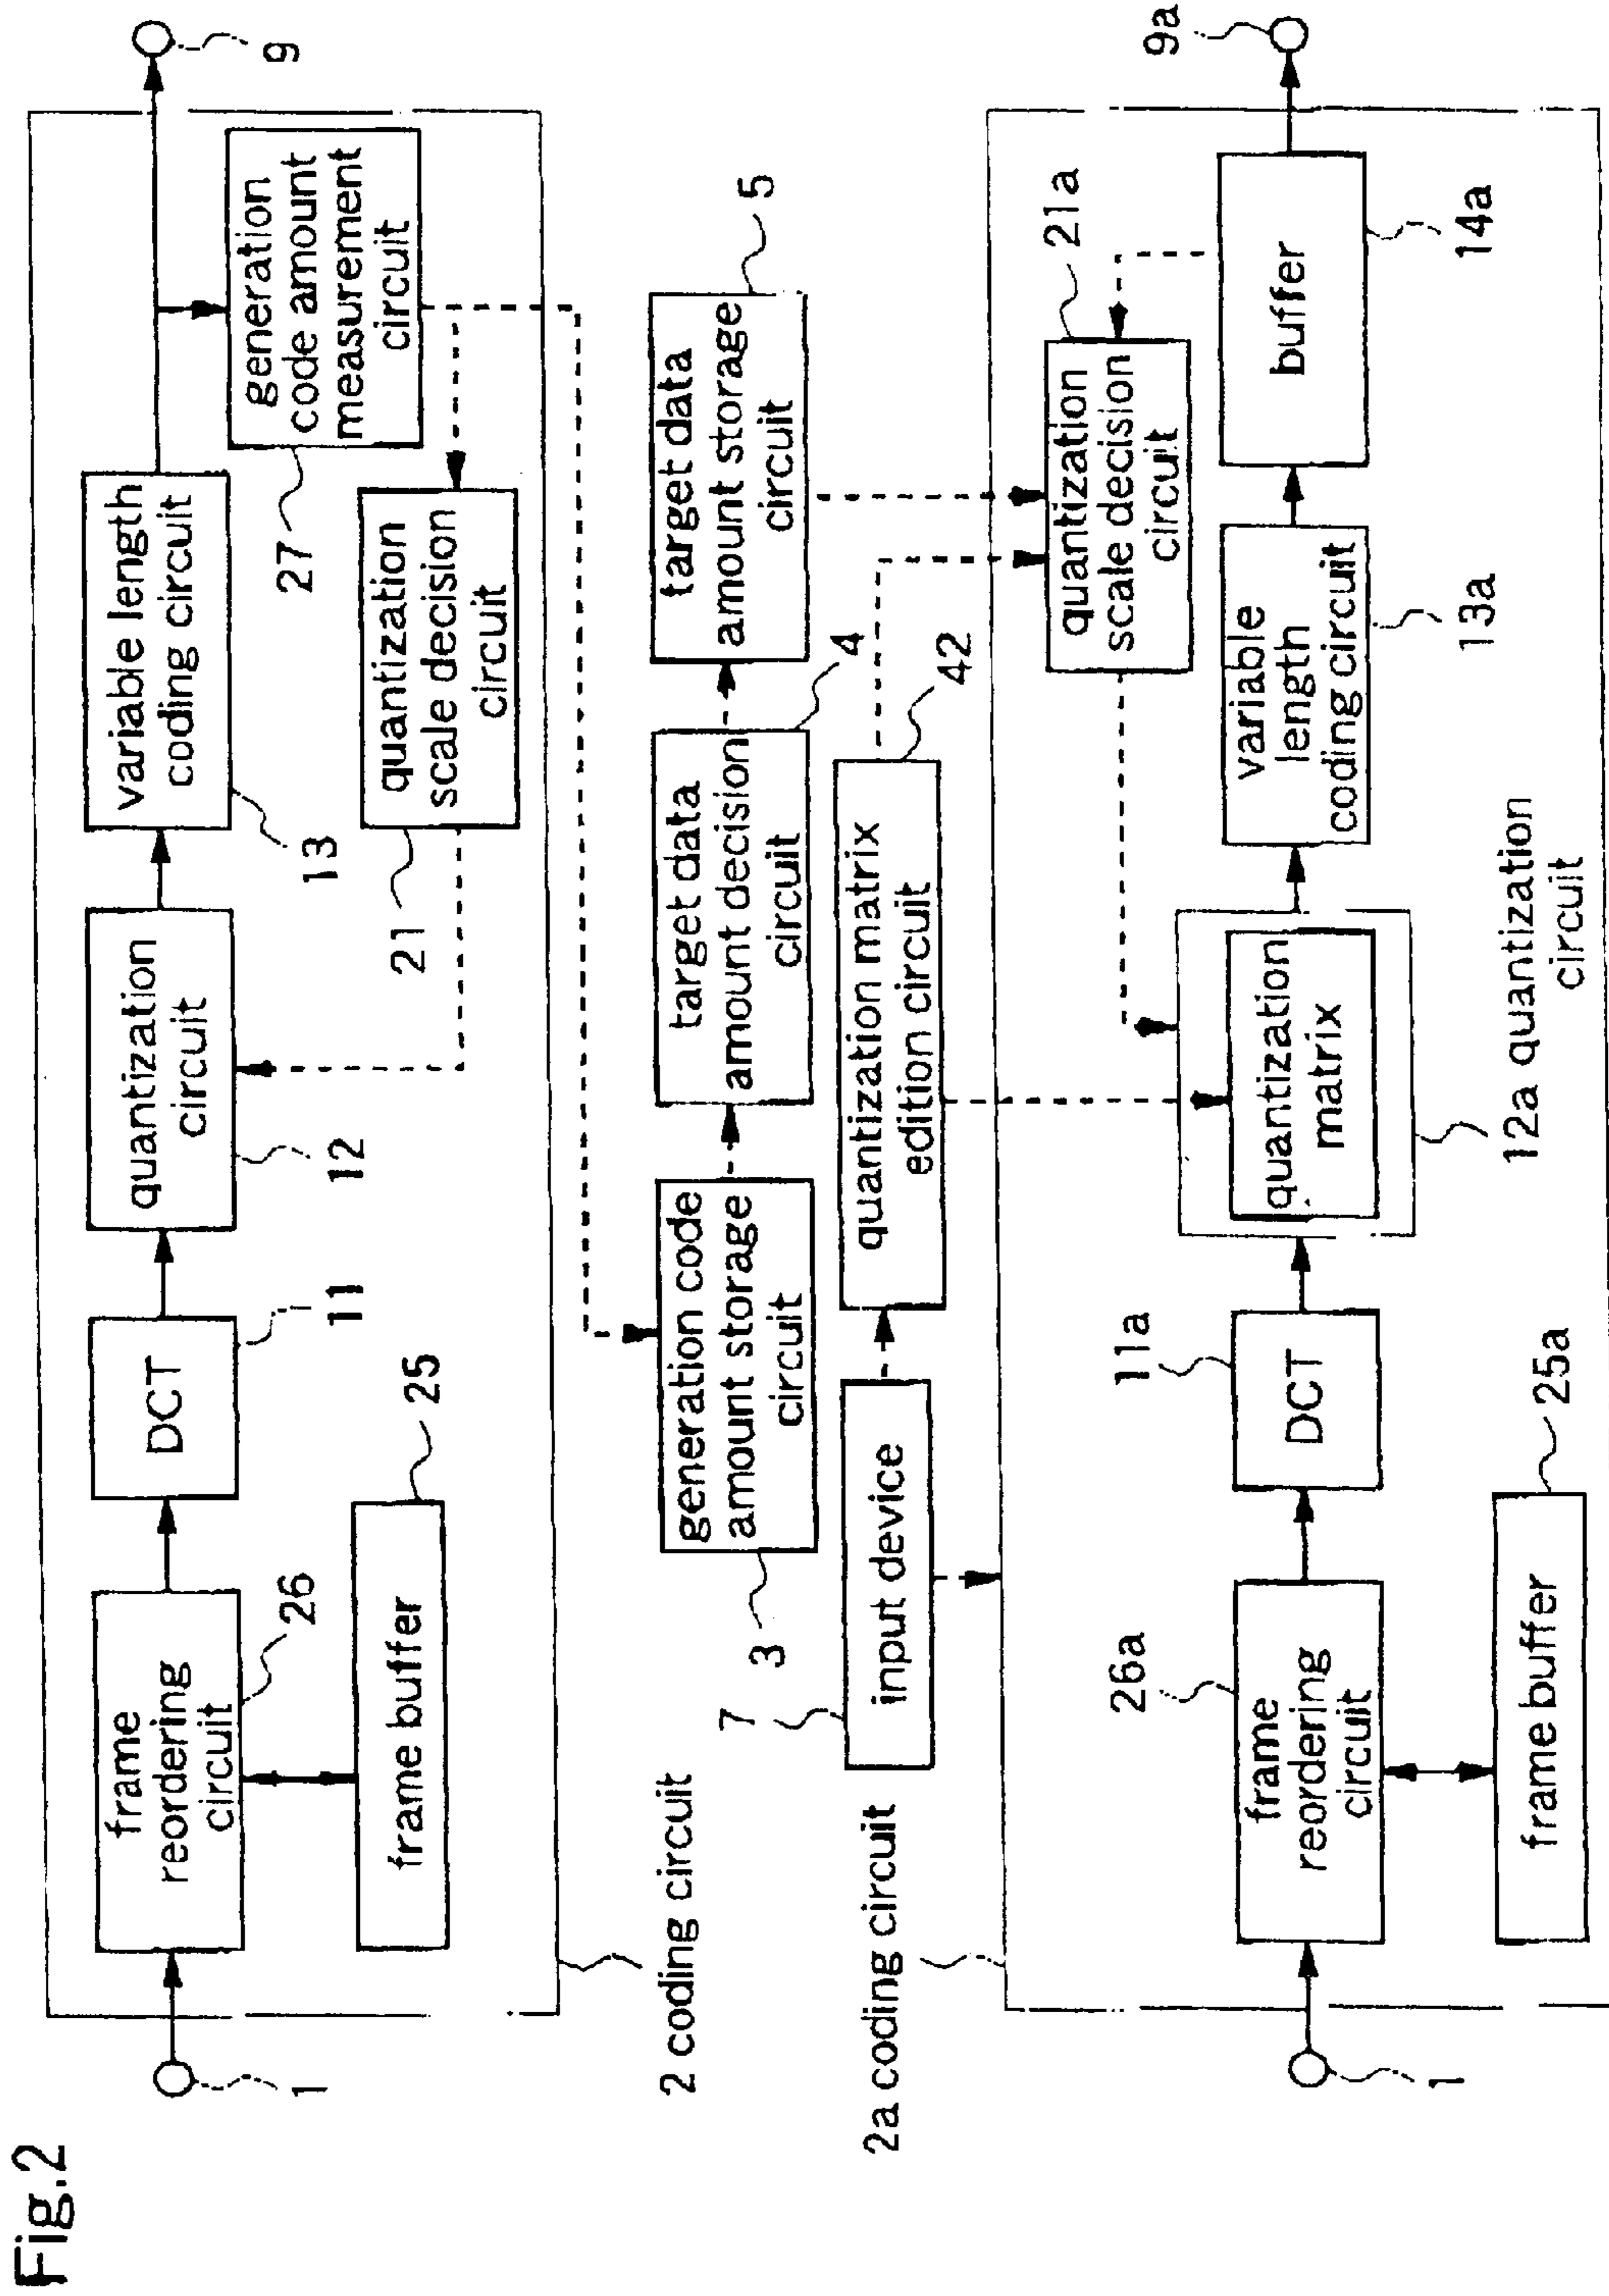 Fig.2
1
frame
reordering
circuit
26
frame buffer
25
DCT
11
quantization
circuit
12
variable length
coding circuit
13
quantization
scale decision
circuit
21
generation
code amount
measurement
circuit
27
9
2 coding circuit
generation code
amount storage
circuit
3
target data
amount decision
circuit
4
target data
amount storage
circuit
5
input device
7
quantization matrix
edition circuit
42
2a coding circuit
1
frame
reordering
circuit
26a
frame buffer
25a
DCT
11a
quantization
matrix
12a quantization
circuit
variable
length
coding circuit
13a
quantization
scale decision
circuit
21a
buffer
14a
9a